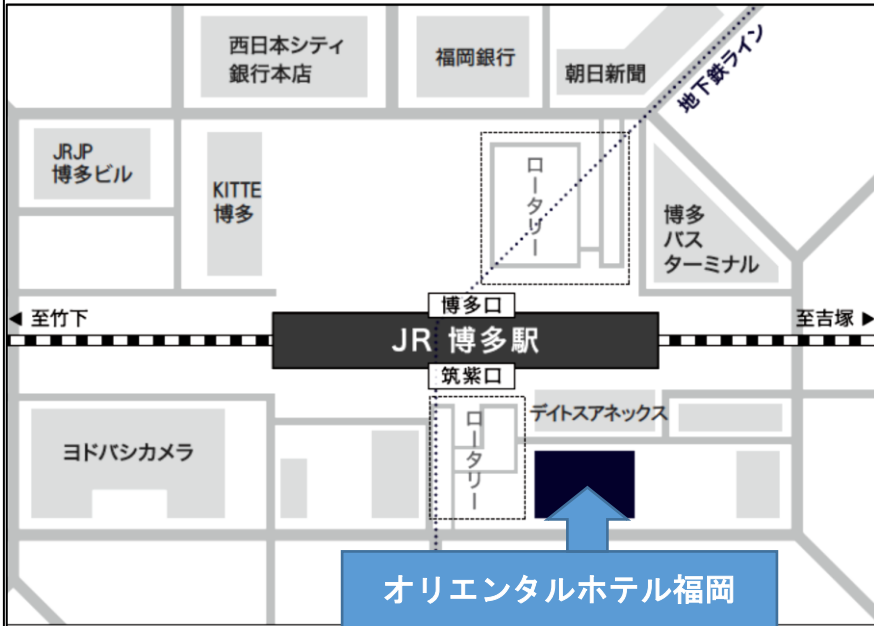 西日本シティ
銀行本店
福岡銀行
朝日新聞
地下鉄ライン
JRJP
博多ビル
KITTE
博多
ロータリー
博多
バス
ターミナル
◀ 至竹下
博多口
至吉塚 ▶
JR 博多駅
筑紫口
デイトスアネックス
ヨドバシカメラ
ロータリー
オリエンタルホテル福岡